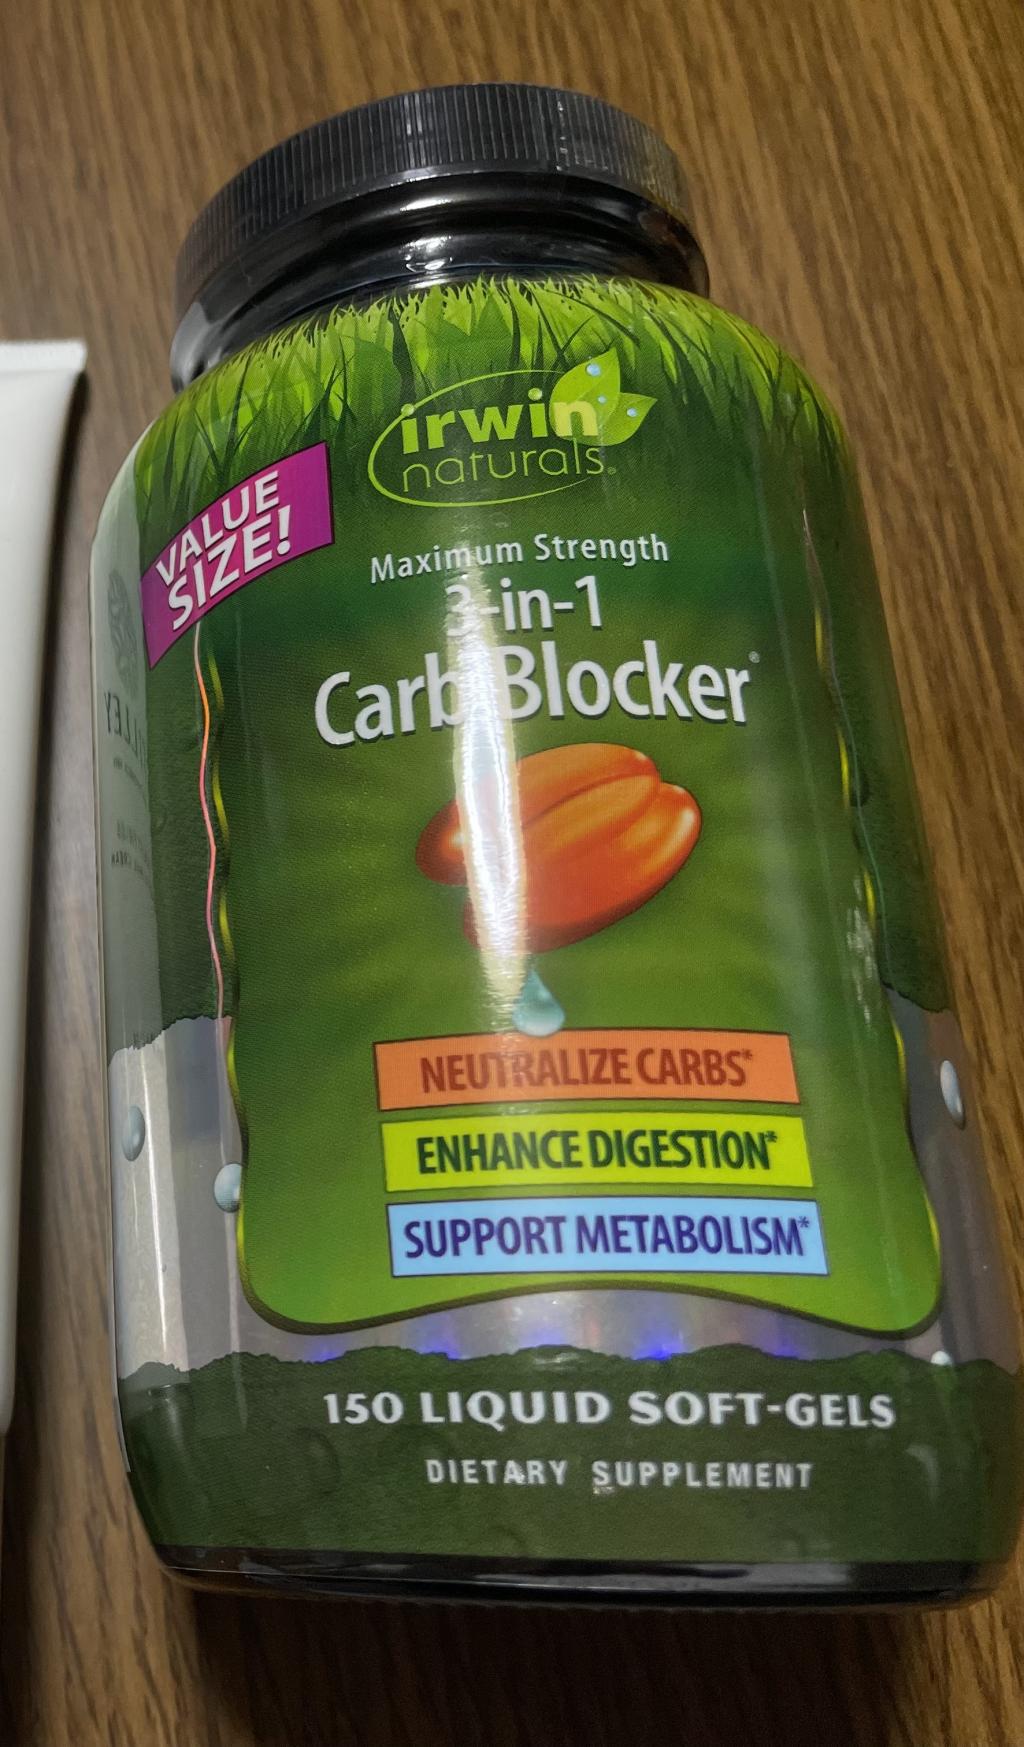 irwin
naturals®
VALUE
SIZE!
Maximum Strength
3-in-1
Carb Blocker®
NEUTRALIZE CARBS*
ENHANCE DIGESTION*
SUPPORT METABOLISM*
150 LIQUID SOFT-GELS
DIETARY SUPPLEMENT